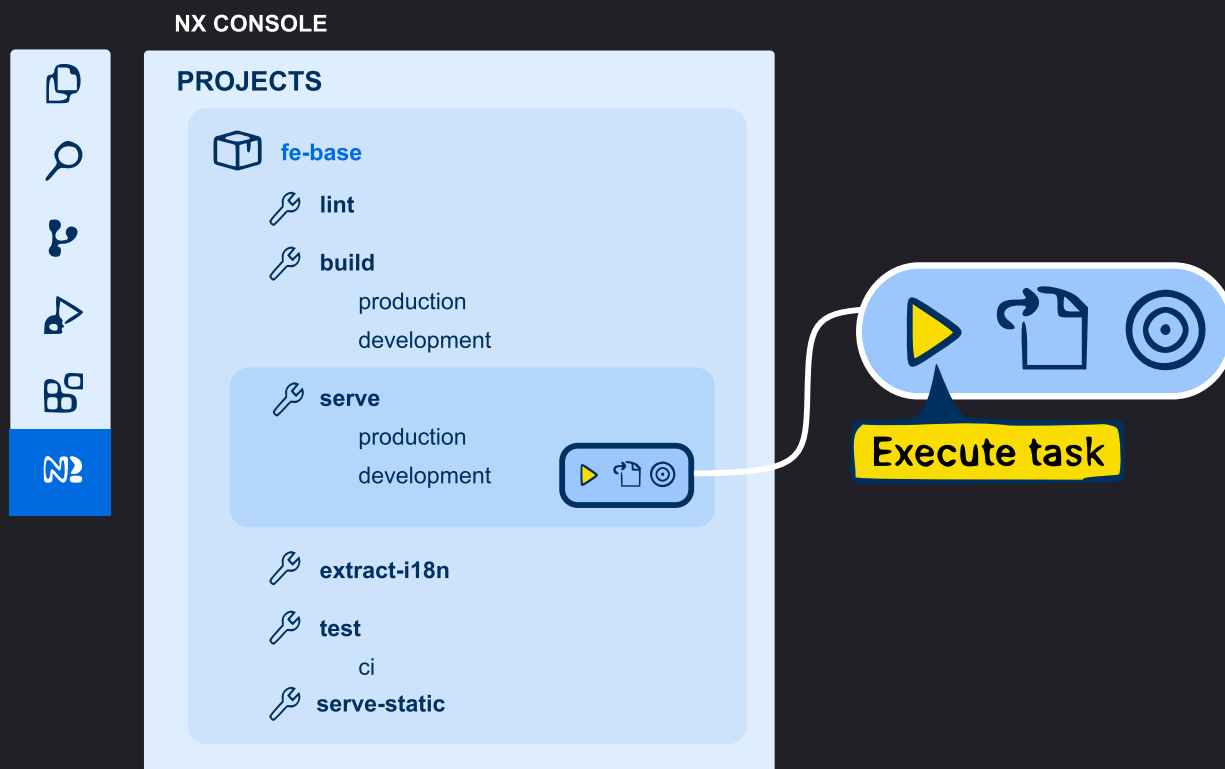 NX CONSOLE
PROJECTS
fe-base
lint
build
production
development
serve
production
development
Execute task
extract-i18n
test
ci
serve-static